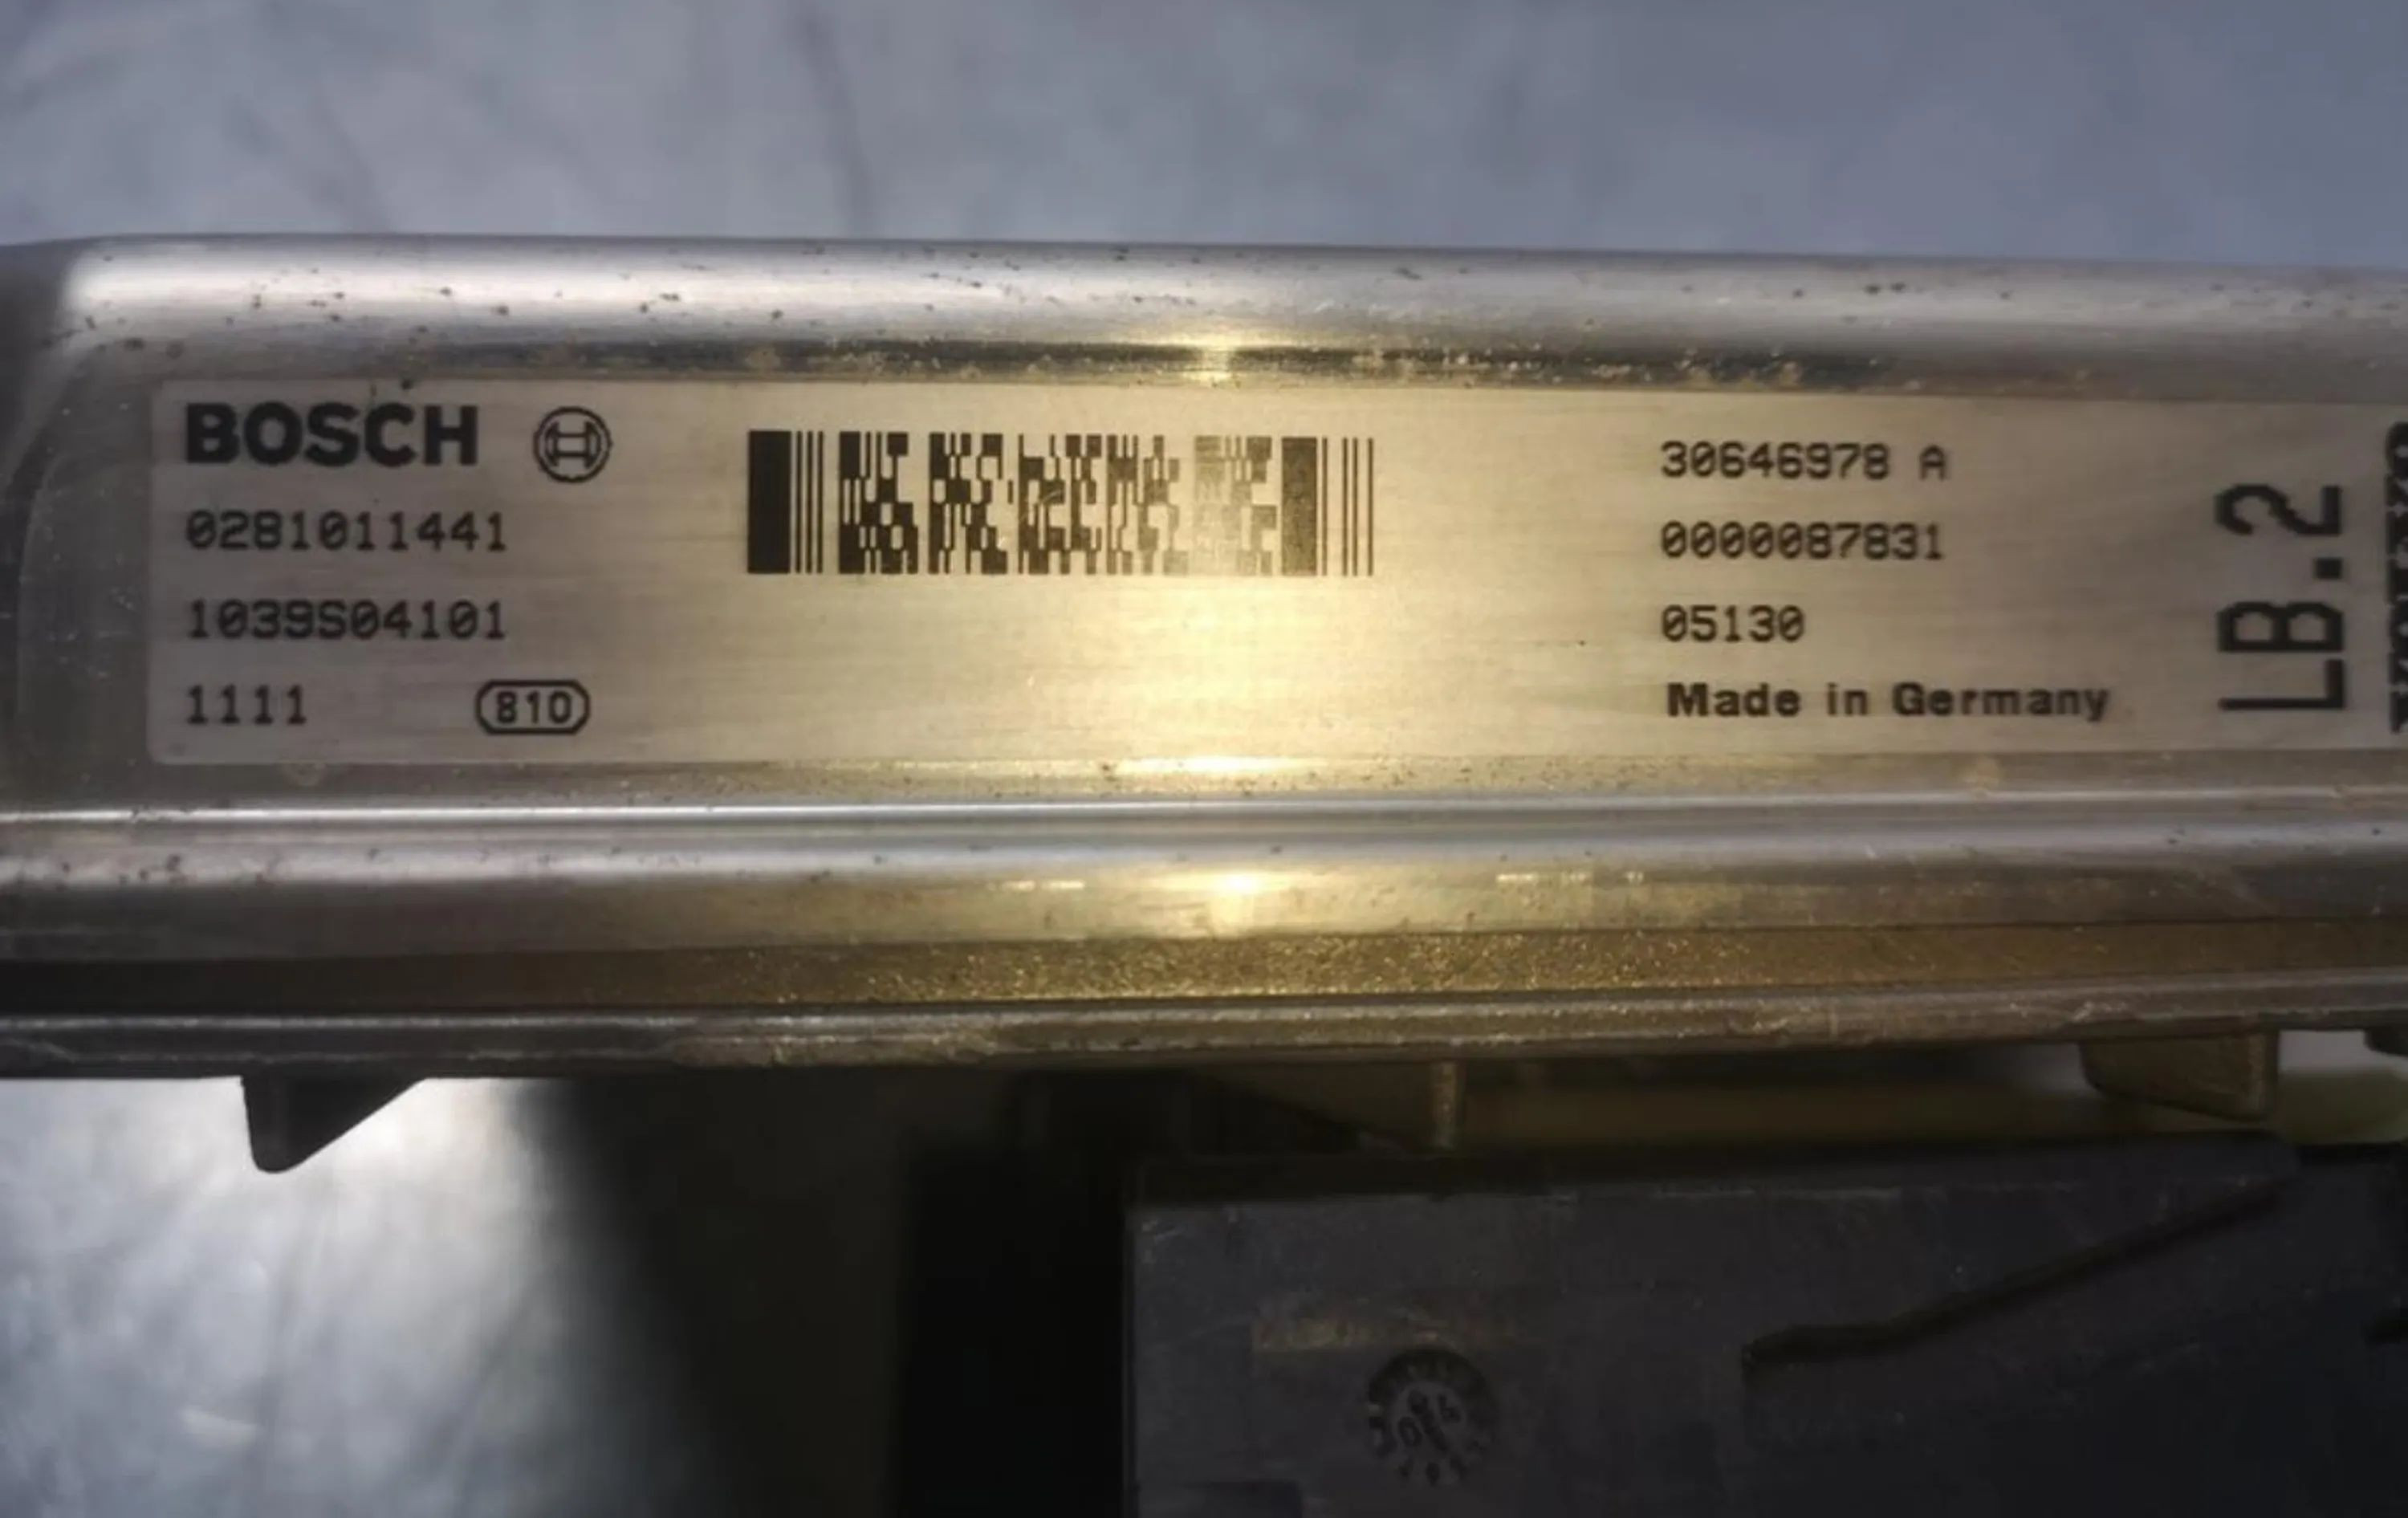 BOSCH
0281011441
1039S04101
1111 810
30646978 A
0000087831
05130
Made in Germany
LB.2